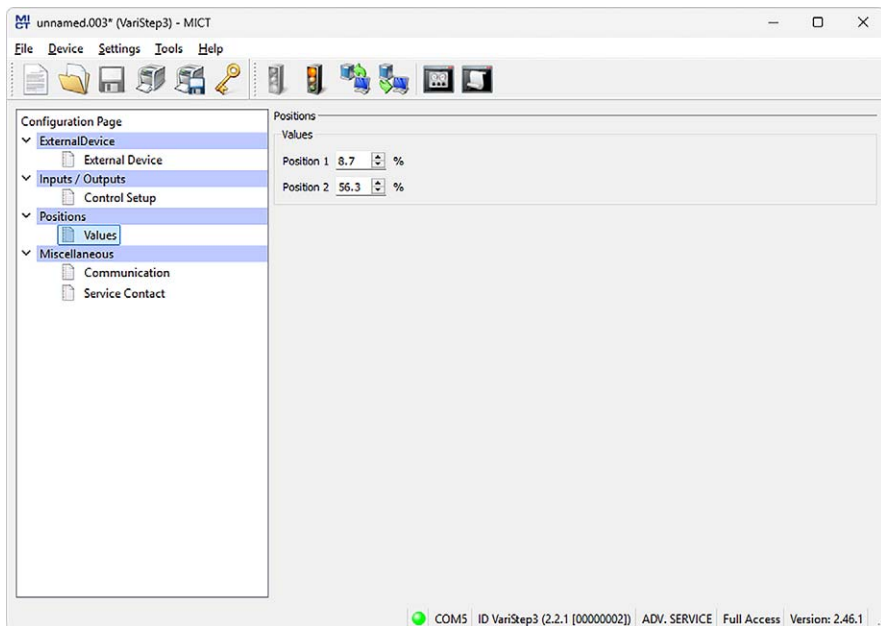 MICT unnamed.003* (VariStep3) - MICT
File Device Settings Tools Help
Configuration Page
ExternalDevice
External Device
Inputs / Outputs
Control Setup
Positions
Values
Miscellaneous
Communication
Service Contact
Positions
Values
Position 1 8.7 %
Position 2 56.3 %
COM5 ID VariStep3 (2.2.1 [00000002]) ADV. SERVICE Full Access Version: 2.46.1